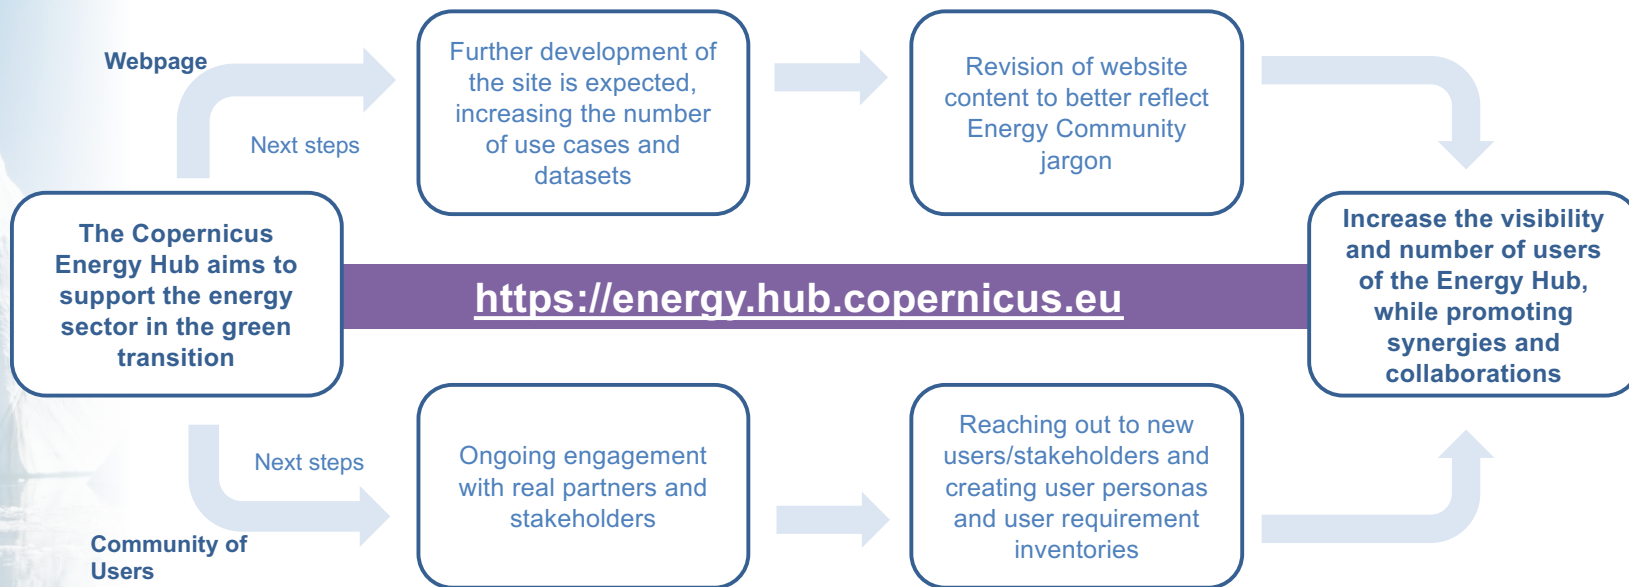 Webpage
Next steps
Further development of
the site is expected,
increasing the number
of use cases and
datasets
Revision of website
content to better reflect
Energy Community
jargon
The Copernicus
Energy Hub aims to
support the energy
sector in the green
transition
https://energy.hub.copernicus.eu
Increase the visibility
and number of users
of the Energy Hub,
while promoting
synergies and
collaborations
Next steps
Community of
Users
Ongoing engagement
with real partners and
stakeholders
Reaching out to new
users/stakeholders and
creating user personas
and user requirement
inventories